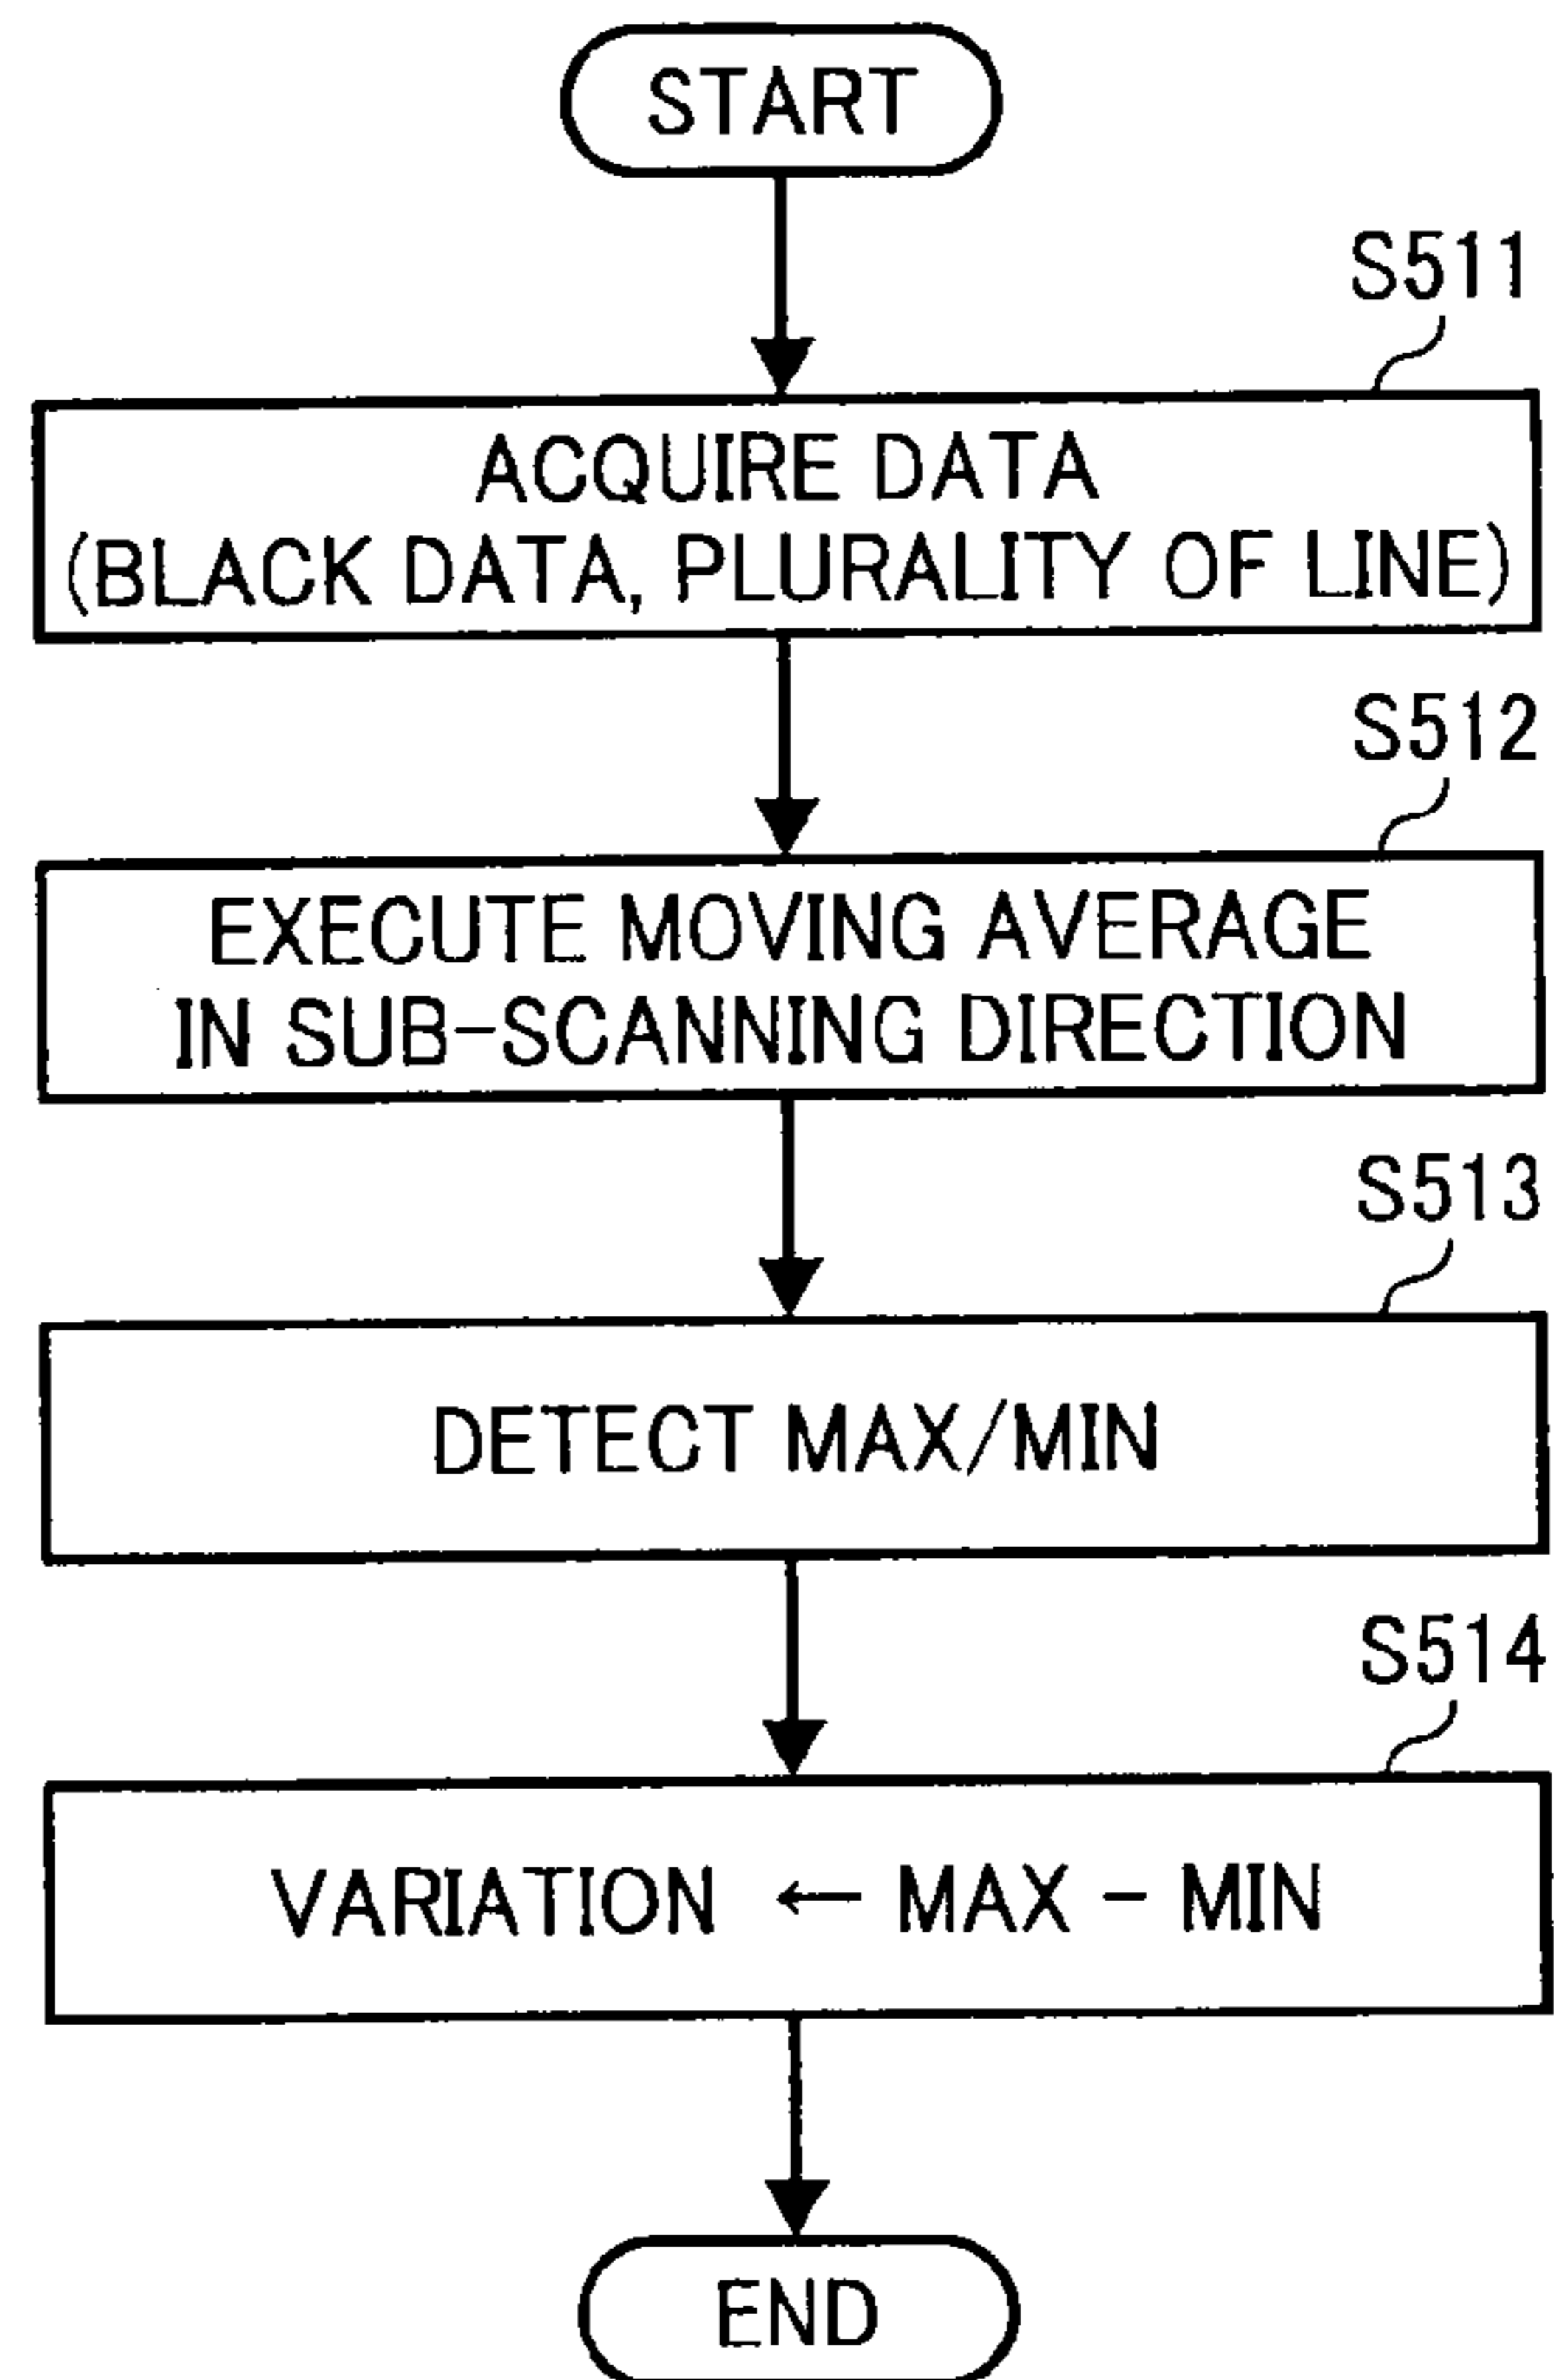 START
S511
ACQUIRE DATA
(BLACK DATA, PLURALITY OF LINE)
S512
EXECUTE MOVING AVERAGE
IN SUB-SCANNING DIRECTION
S513
DETECT MAX/MIN
S514
VARIATION ← MAX − MIN
END